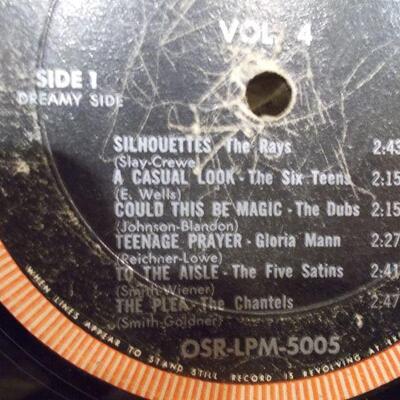 VOL. 4
SIDE 1
DREAMY SIDE
SILHOUETTES The Rays 2:43
(Slay-Crewe)
A CASUAL LOOK - The Six Teens 2:15
(E. Wells)
COULD THIS BE MAGIC - The Dubs 2:15
(Johnson-Blandon)
TEENAGE PRAYER - Gloria Mann 2:27
(Reichner-Lowe)
TO THE AISLE - The Five Satins 2:41
(Smith-Wiener)
THE PLEA - The Chantels 2:47
(Smith-Goldner)
OSR-LPM-5005
WHEN LINES APPEAR TO STAND STILL RECORD IS REVOLVING AT